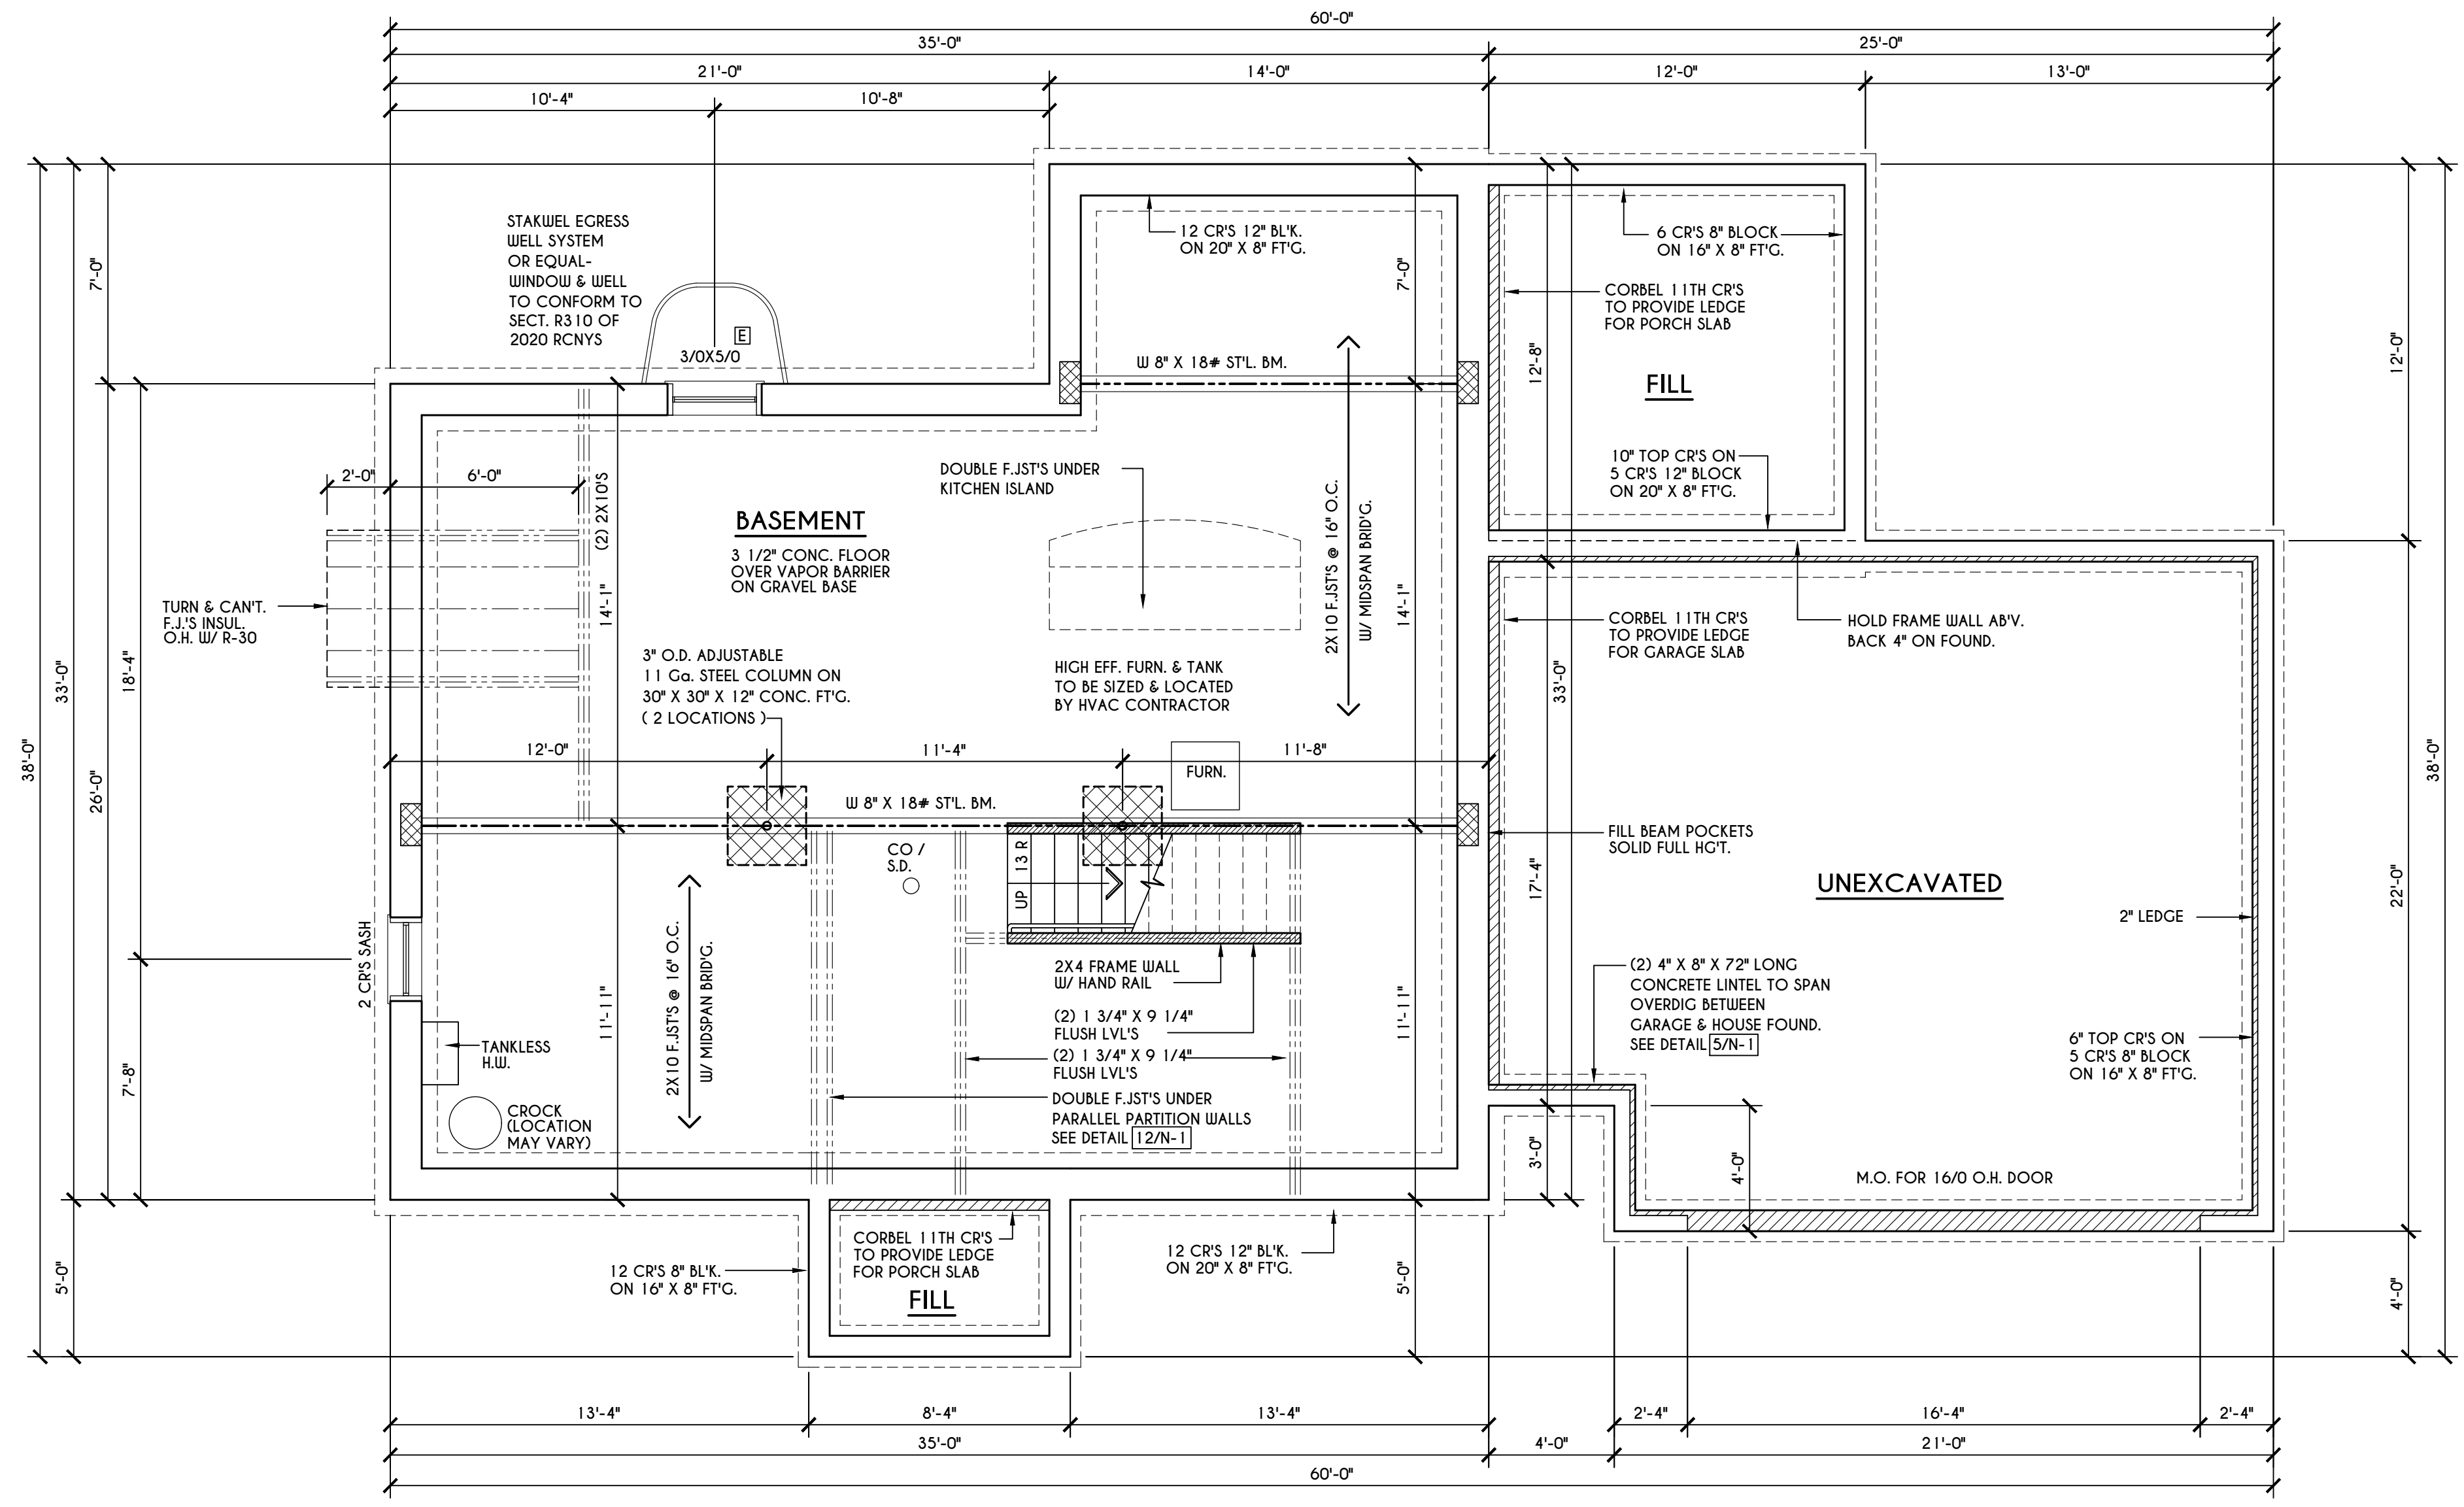 60'-0"
35'-0"
25'-0"
21'-0"
14'-0"
12'-0"
13'-0"
10'-4"
10'-8"
STAKWEL EGRESS
WELL SYSTEM
OR EQUAL-
WINDOW & WELL
TO CONFORM TO
SECT. R310 OF
2020 RCNYS
E
3/0X5/0
12 CR'S 12" BL'K.
ON 20" X 8" FT'G.
W 8" X 18# ST'L. BM.
6 CR'S 8" BLOCK
ON 16" X 8" FT'G.
CORBEL 11TH CR'S
TO PROVIDE LEDGE
FOR PORCH SLAB
FILL
10" TOP CR'S ON
5 CR'S 12" BLOCK
ON 20" X 8" FT'G.
7'-0"
7'-0"
12'-8"
12'-0"
38'-0"
33'-0"
26'-0"
18'-4"
7'-8"
5'-0"
2'-0"
6'-0"
(2) 2X10'S
14'-1"
BASEMENT
3 1/2" CONC. FLOOR
OVER VAPOR BARRIER
ON GRAVEL BASE
DOUBLE F.JST'S UNDER
KITCHEN ISLAND
2X10 F.JST'S @ 16" O.C.
W/ MIDSPAN BRID'G.
14'-1"
TURN & CAN'T.
F.J.'S INSUL.
O.H. W/ R-30
3" O.D. ADJUSTABLE
11 Ga. STEEL COLUMN ON
30" X 30" X 12" CONC. FT'G.
( 2 LOCATIONS )
HIGH EFF. FURN. & TANK
TO BE SIZED & LOCATED
BY HVAC CONTRACTOR
CORBEL 11TH CR'S
TO PROVIDE LEDGE
FOR GARAGE SLAB
HOLD FRAME WALL AB'V.
BACK 4" ON FOUND.
33'-0"
12'-0"
11'-4"
11'-8"
FURN.
W 8" X 18# ST'L. BM.
CO /
S.D.
UP 13 R
FILL BEAM POCKETS
SOLID FULL HG'T.
17'-4"
UNEXCAVATED
2" LEDGE
22'-0"
38'-0"
2 CR'S SASH
2X10 F.JST'S @ 16" O.C.
W/ MIDSPAN BRID'G.
11'-11"
11'-11"
2X4 FRAME WALL
W/ HAND RAIL
(2) 1 3/4" X 9 1/4"
FLUSH LVL'S
(2) 1 3/4" X 9 1/4"
FLUSH LVL'S
DOUBLE F.JST'S UNDER
PARALLEL PARTITION WALLS
SEE DETAIL 12/N-1
(2) 4" X 8" X 72" LONG
CONCRETE LINTEL TO SPAN
OVERDIG BETWEEN
GARAGE & HOUSE FOUND.
SEE DETAIL 5/N-1
6" TOP CR'S ON
5 CR'S 8" BLOCK
ON 16" X 8" FT'G.
TANKLESS
H.W.
CROCK
(LOCATION
MAY VARY)
3'-0"
4'-0"
M.O. FOR 16/0 O.H. DOOR
CORBEL 11TH CR'S
TO PROVIDE LEDGE
FOR PORCH SLAB
FILL
12 CR'S 8" BL'K.
ON 16" X 8" FT'G.
12 CR'S 12" BL'K.
ON 20" X 8" FT'G.
5'-0"
4'-0"
13'-4"
8'-4"
13'-4"
2'-4"
16'-4"
2'-4"
35'-0"
4'-0"
21'-0"
60'-0"